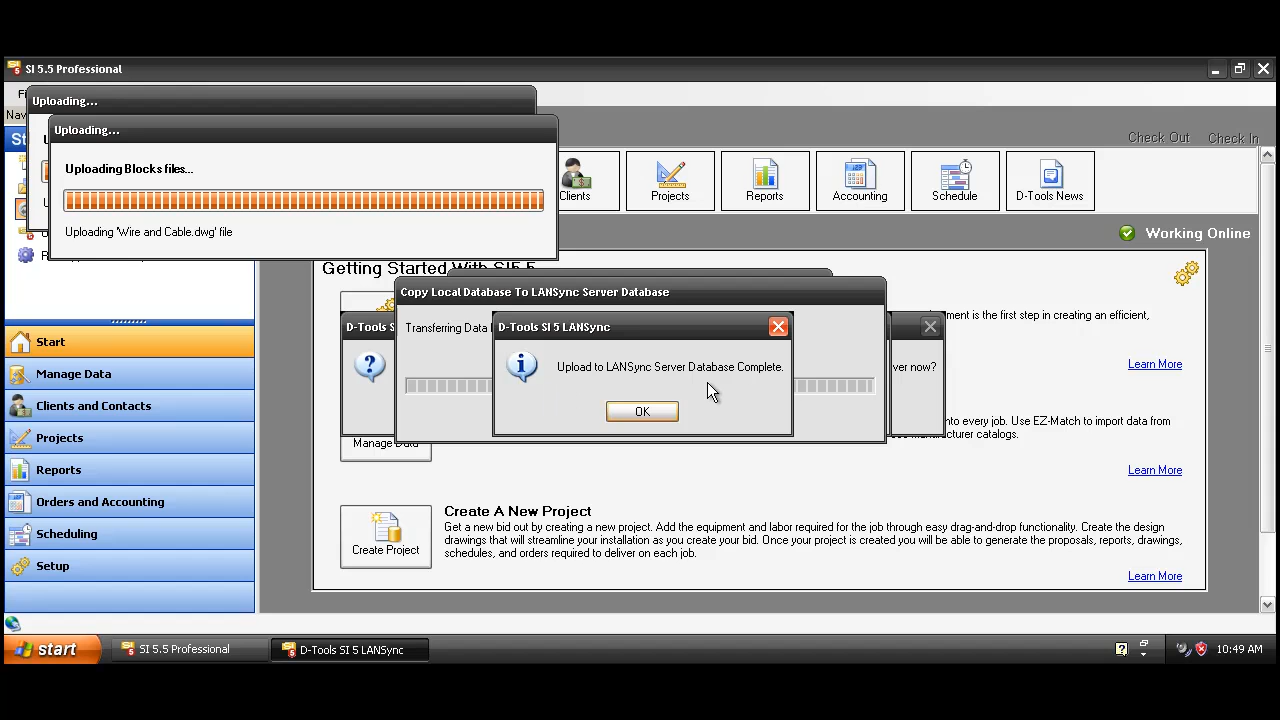 SI 5.5 Professional
Uploading...
Uploading...
Uploading Blocks files...
Uploading 'Wire and Cable.dwg' file
Check Out
Check In
Clients
Projects
Reports
Accounting
Schedule
D-Tools News
Working Online
Getting Started With SI5.5
Copy Local Database To LANSync Server Database
Transferring Data
D-Tools S
D-Tools SI 5 LANSync
Upload to LANSync Server Database Complete.
OK
ver now?
ment is the first step in creating an efficient,
Learn More
into every job. Use EZ-Match to import data from
manufacturer catalogs.
Learn More
Manage Data
Create Project
Create A New Project
Get a new bid out by creating a new project. Add the equment and labor required for the job through easy drag-and-drop functionality. Create the design
drawings that will streamline your installation as you create your bid. Once your project is created you will be able to generate the proposals, reports, drawings,
schedules, and orders required to deliver on each job.
Learn More
Start
Manage Data
Clients and Contacts
Projects
Reports
Orders and Accounting
Scheduling
Setup
start
SI 5.5 Professional
D-Tools SI 5 LANSync
10:49 AM